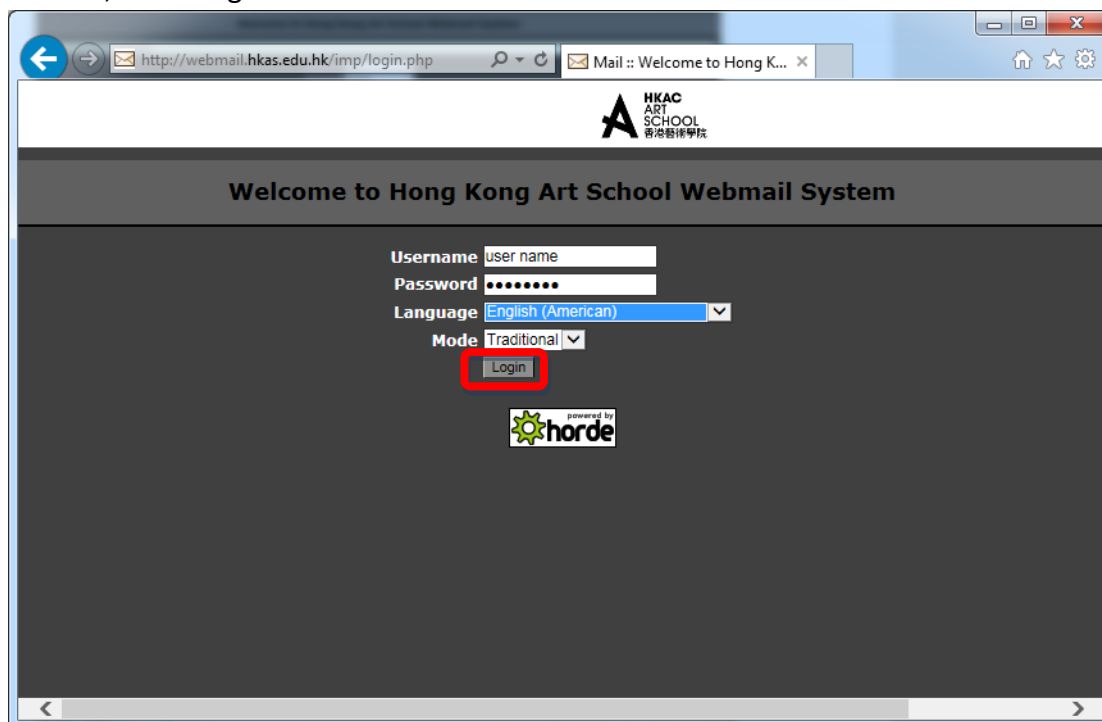 http://webmail.hkas.edu.hk/imp/login.php
Mail :: Welcome to Hong K...
HKAC
ART
SCHOOL
香港藝術學院
Welcome to Hong Kong Art School Webmail System
Username user name
Password ••••••••
Language English (American)
Mode Traditional
Login
powered by
horde